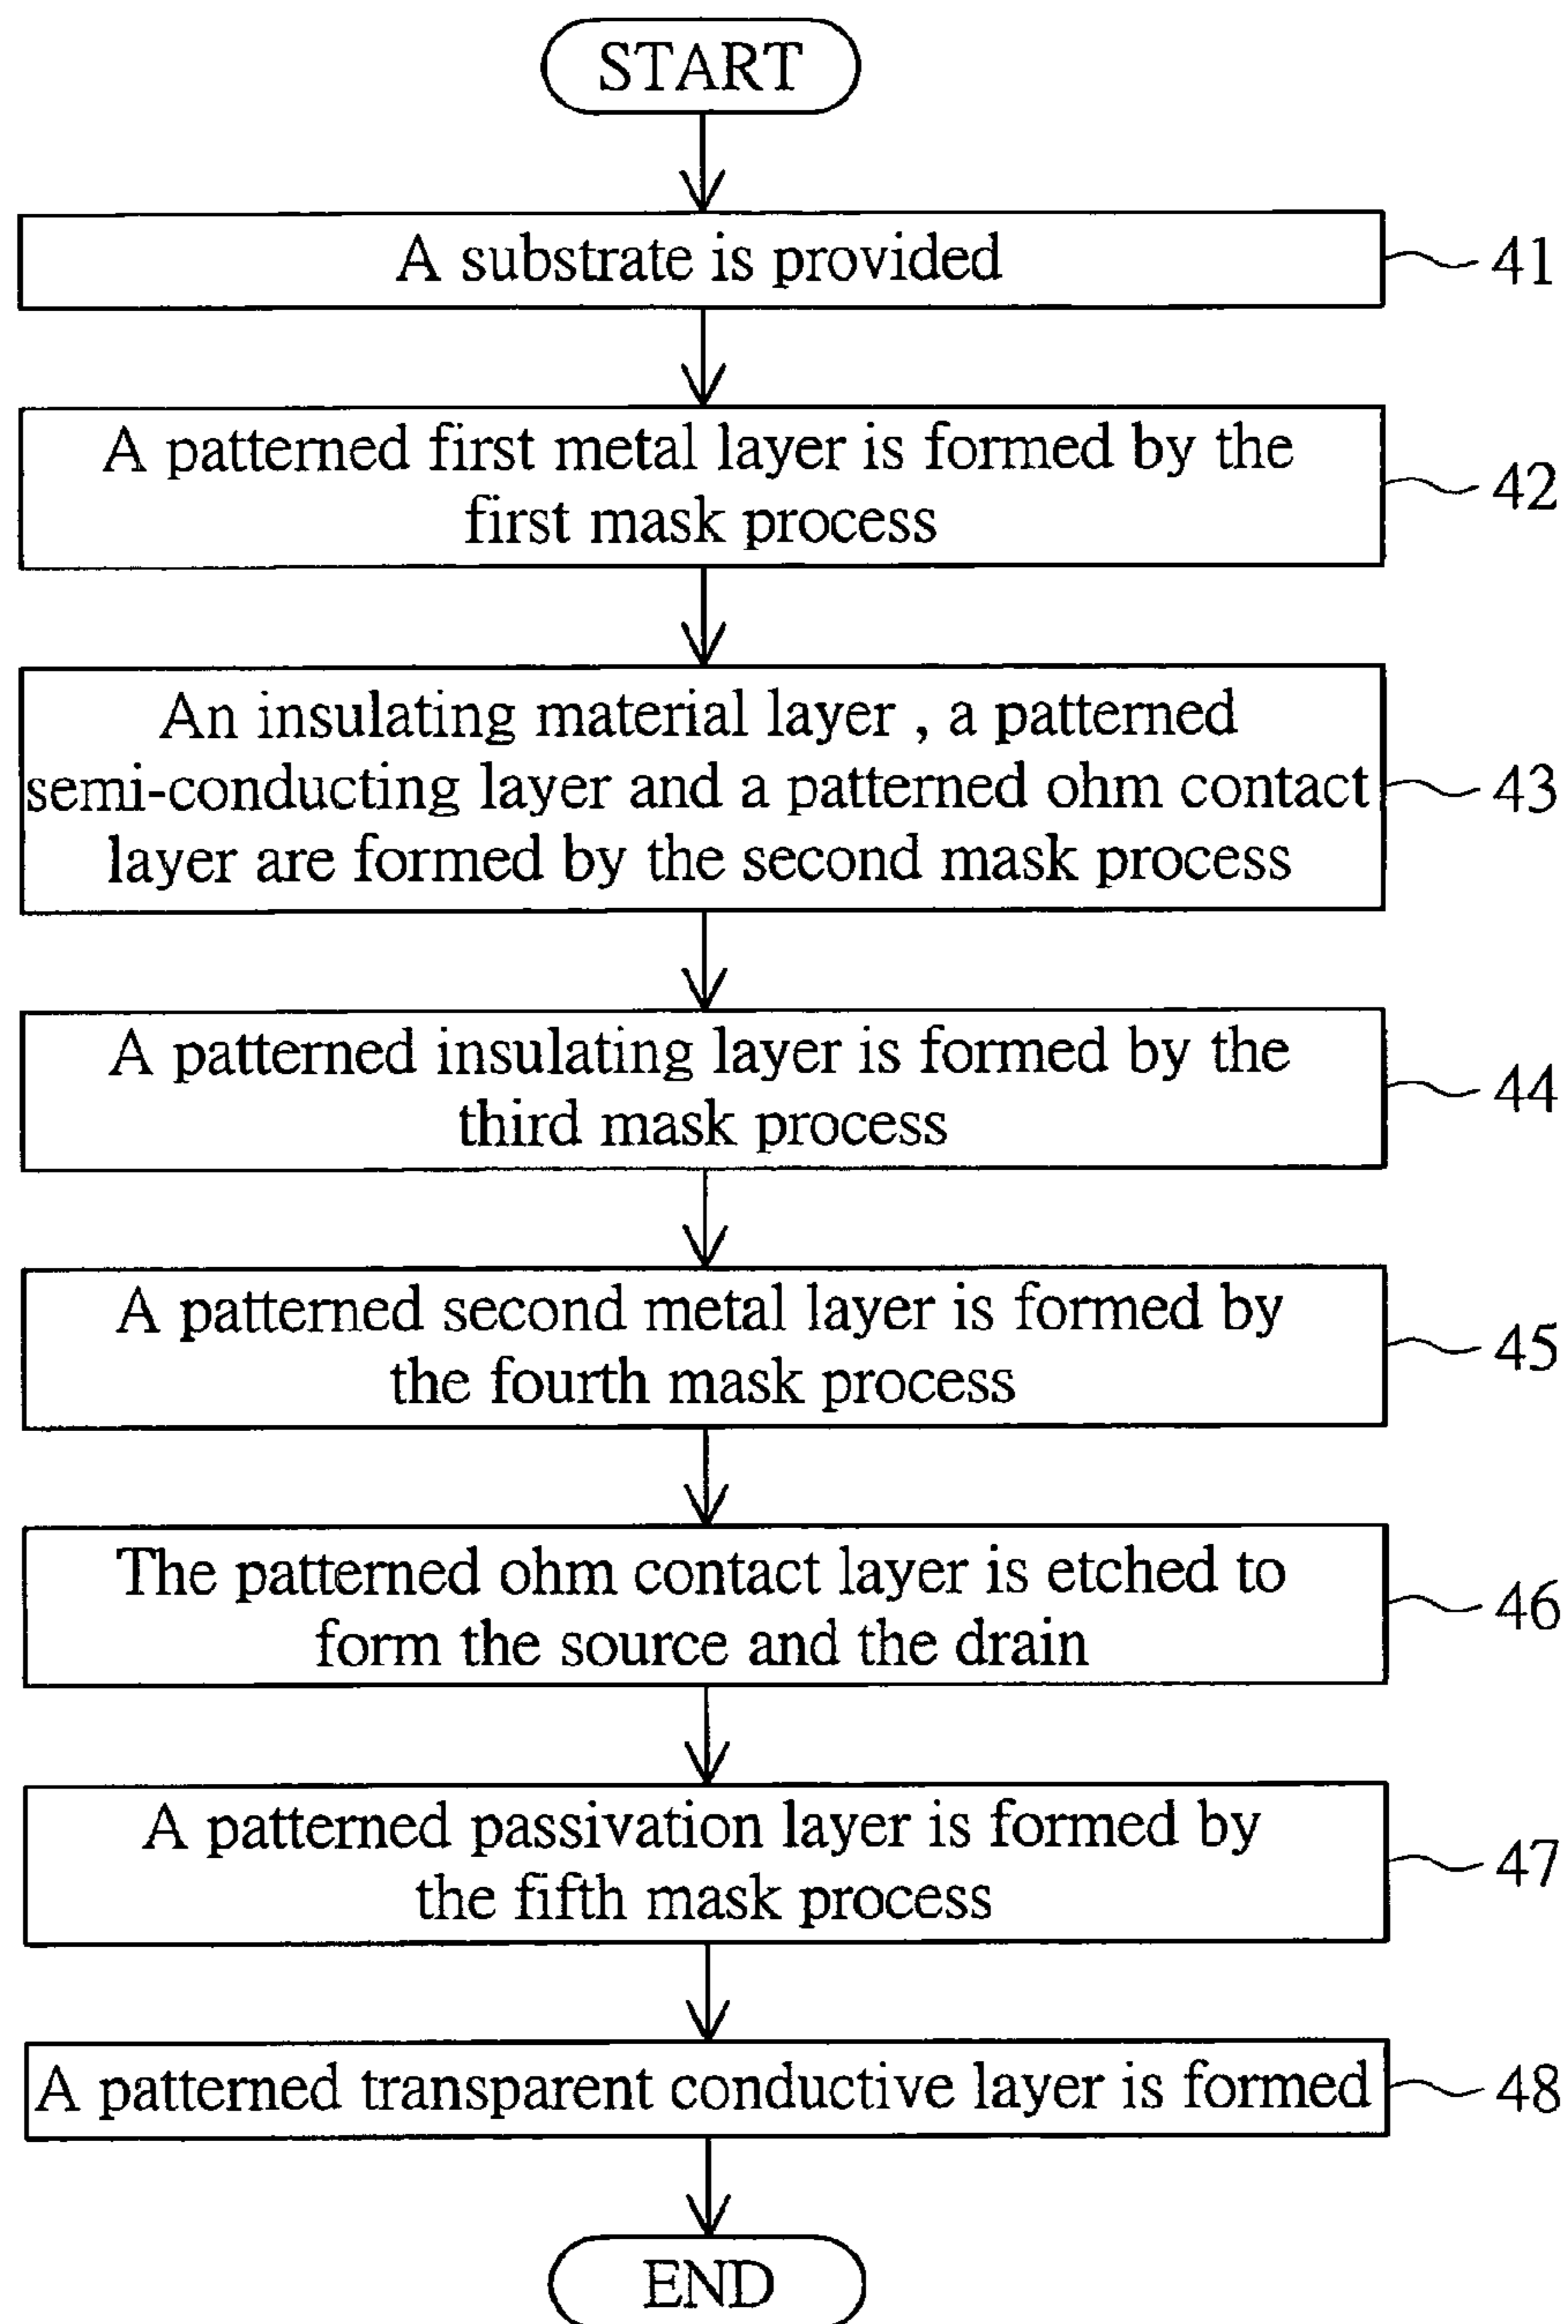 START
A substrate is provided
41
A patterned first metal layer is formed by the
first mask process
42
An insulating material layer , a patterned
semi-conducting layer and a patterned ohm contact
layer are formed by the second mask process
43
A patterned insulating layer is formed by the
third mask process
44
A patterned second metal layer is formed by
the fourth mask process
45
The patterned ohm contact layer is etched to
form the source and the drain
46
A patterned passivation layer is formed by
the fifth mask process
47
A patterned transparent conductive layer is formed
48
END